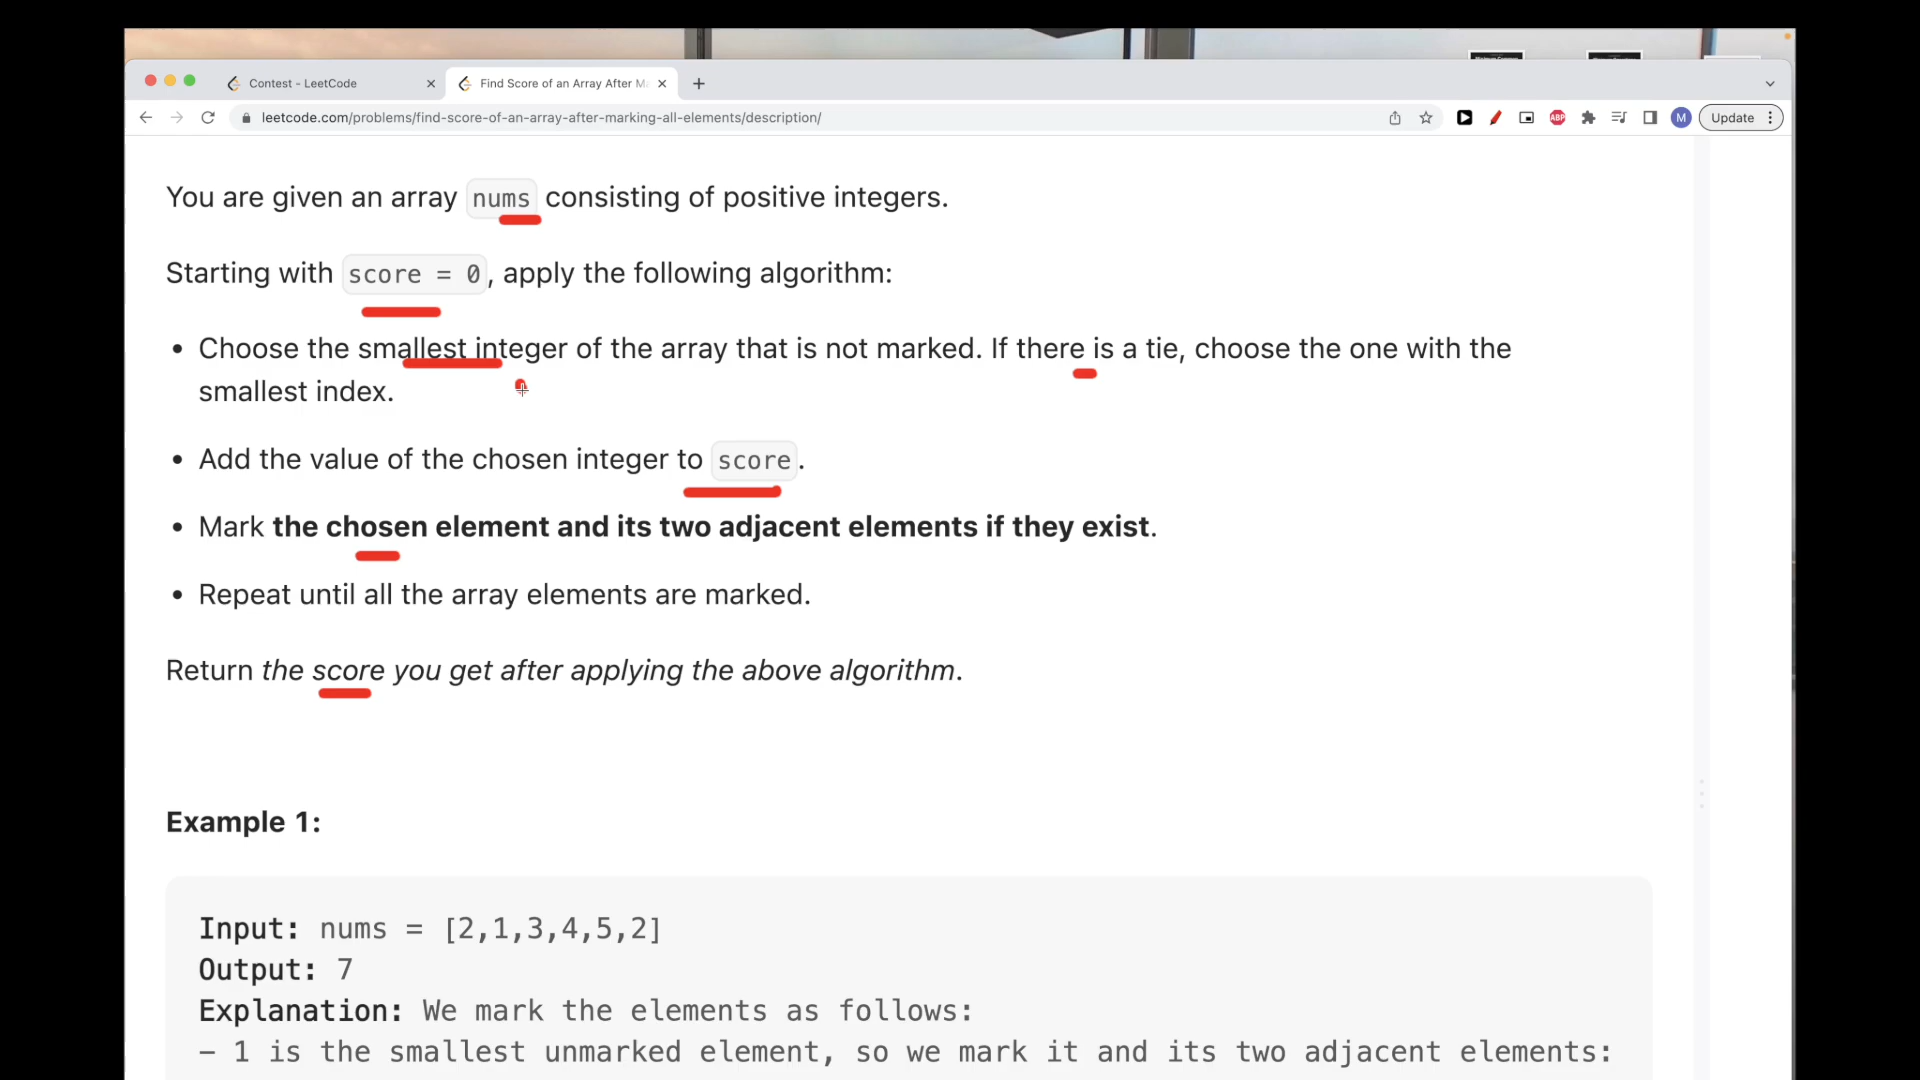 Contest - LeetCode
Find Score of an Array After M
leetcode.com/problems/find-score-of-an-array-after-marking-all-elements/description/
ABP
M
Update
You are given an array nums consisting of positive integers.
Starting with score = 0, apply the following algorithm:
• Choose the smallest integer of the array that is not marked. If there is a tie, choose the one with the
smallest index.
• Add the value of the chosen integer to score.
• Mark the chosen element and its two adjacent elements if they exist.
• Repeat until all the array elements are marked.
Return the score you get after applying the above algorithm.
Example 1:
Input: nums = [2,1,3,4,5,2]
Output: 7
Explanation: We mark the elements as follows:
- 1 is the smallest unmarked element, so we mark it and its two adjacent elements: